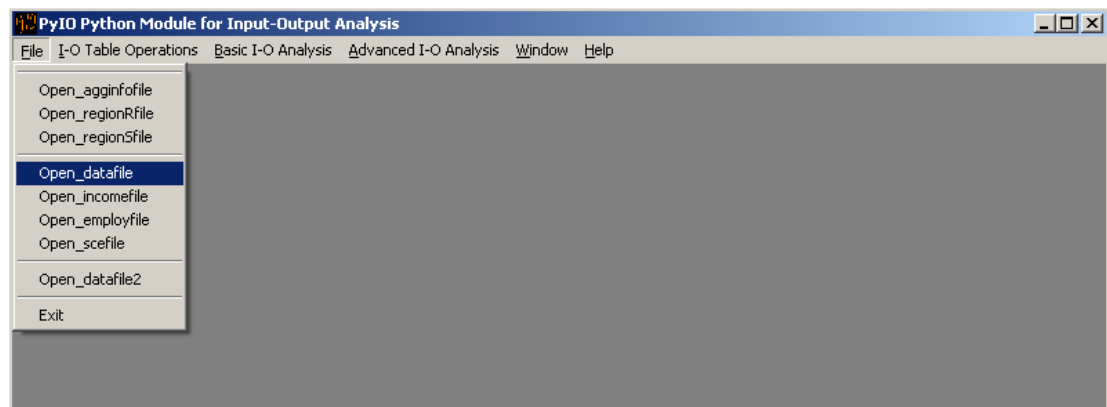 PyIO Python Module for Input-Output Analysis
File I-O Table Operations Basic I-O Analysis Advanced I-O Analysis Window Help
Open_agginfofile
Open_regionRfile
Open_regionSfile
Open_datafile
Open_incomefile
Open_employfile
Open_scefile
Open_datafile2
Exit